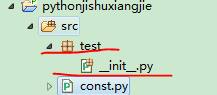 pythonjishuxiangjie
src
test
__init__.py
const.py